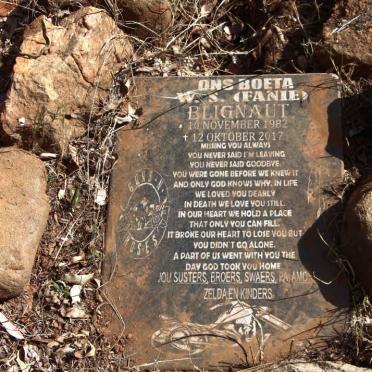 ONS BOETA
W.S. (FANIE)
BLIGNAUT
* 10 NOVEMBER 1982
✝ 12 OKTOBER 2017
MISSING YOU ALWAYS
YOU NEVER SAID I'M LEAVING
YOU NEVER SAID GOODBYE
YOU WERE GONE BEFORE WE KNEW IT
AND ONLY GOD KNOWS WHY. IN LIFE
WE LOVED YOU DEARLY
IN DEATH WE LOVE YOU STILL.
IN OUR HEART WE HOLD A PLACE
THAT ONLY YOU CAN FILL.
IT BROKE OUR HEART TO LOSE YOU BUT
YOU DIDN'T GO ALONE.
A PART OF US WENT WITH YOU THE
DAY GOD TOOK YOU HOME
JOU SUSTERS, BROERS, SWAERS, PA, AMO
ZELDA EN KINDERS